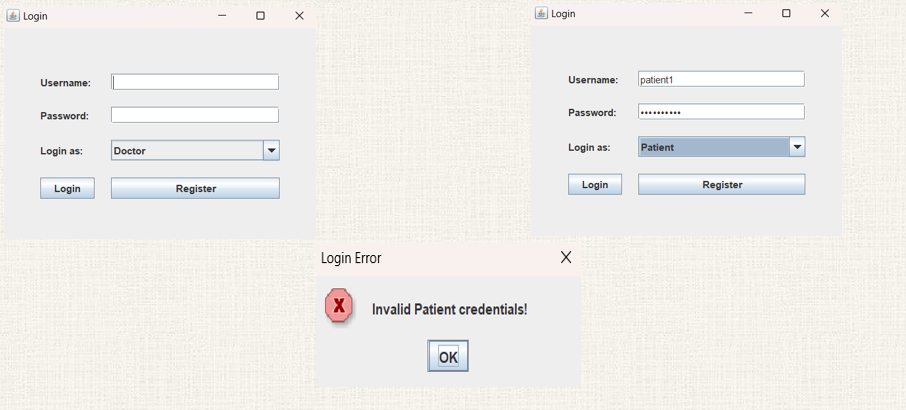 Login
Username:
Password:
Login as: Doctor
Login Register
Login
Username: patient1
Password: ••••••••••
Login as: Patient
Login Register
Login Error
Invalid Patient credentials!
OK